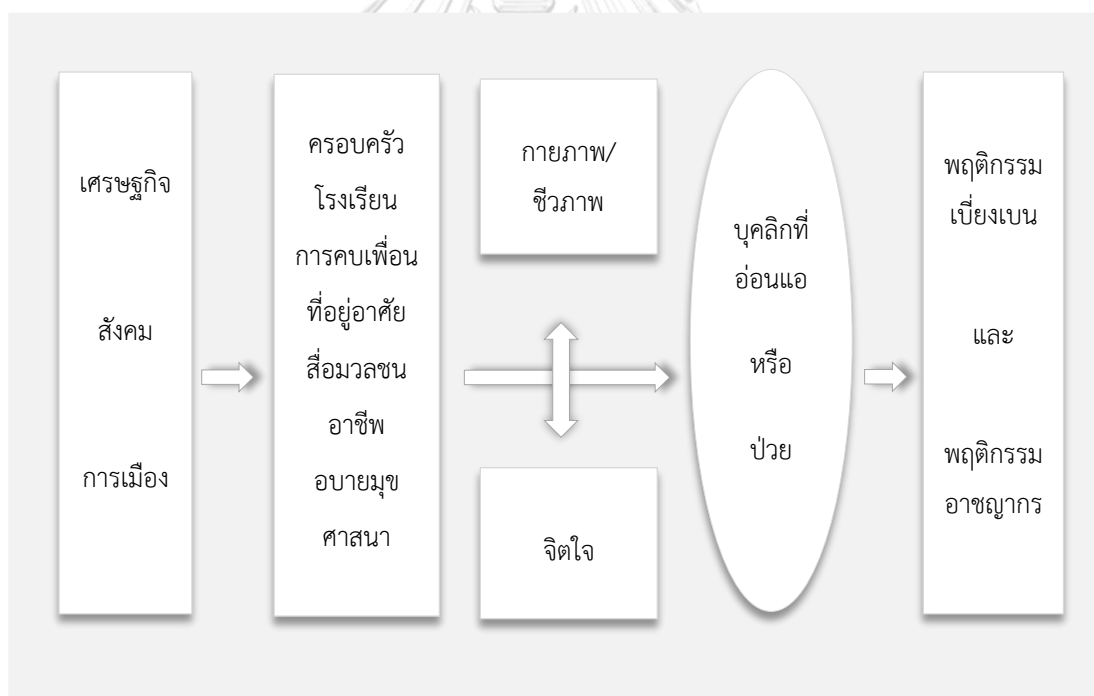 เศรษฐกิจ
สังคม
การเมือง
ครอบครัว
โรงเรียน
การคบเพื่อน
ที่อยู่อาศัย
สื่อมวลชน
อาชีพ
อบายมุข
ศาสนา
กายภาพ/
ชีวภาพ
จิตใจ
บุคลิกที่
อ่อนแอ
หรือ
ป่วย
พฤติกรรม
เบี่ยงเบน
และ
พฤติกรรม
อาชญากร